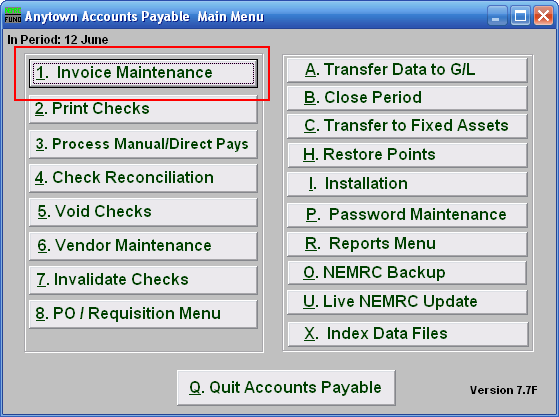 FUND
Anytown Accounts Payable Main Menu
In Period: 12 June
1. Invoice Maintenance
2. Print Checks
3. Process Manual/Direct Pays
4. Check Reconciliation
5. Void Checks
6. Vendor Maintenance
7. Invalidate Checks
8. PO / Requisition Menu
A. Transfer Data to G/L
B. Close Period
C. Transfer to Fixed Assets
H. Restore Points
I. Installation
P. Password Maintenance
R. Reports Menu
O. NEMRC Backup
U. Live NEMRC Update
X. Index Data Files
Q. Quit Accounts Payable
Version 7.7F